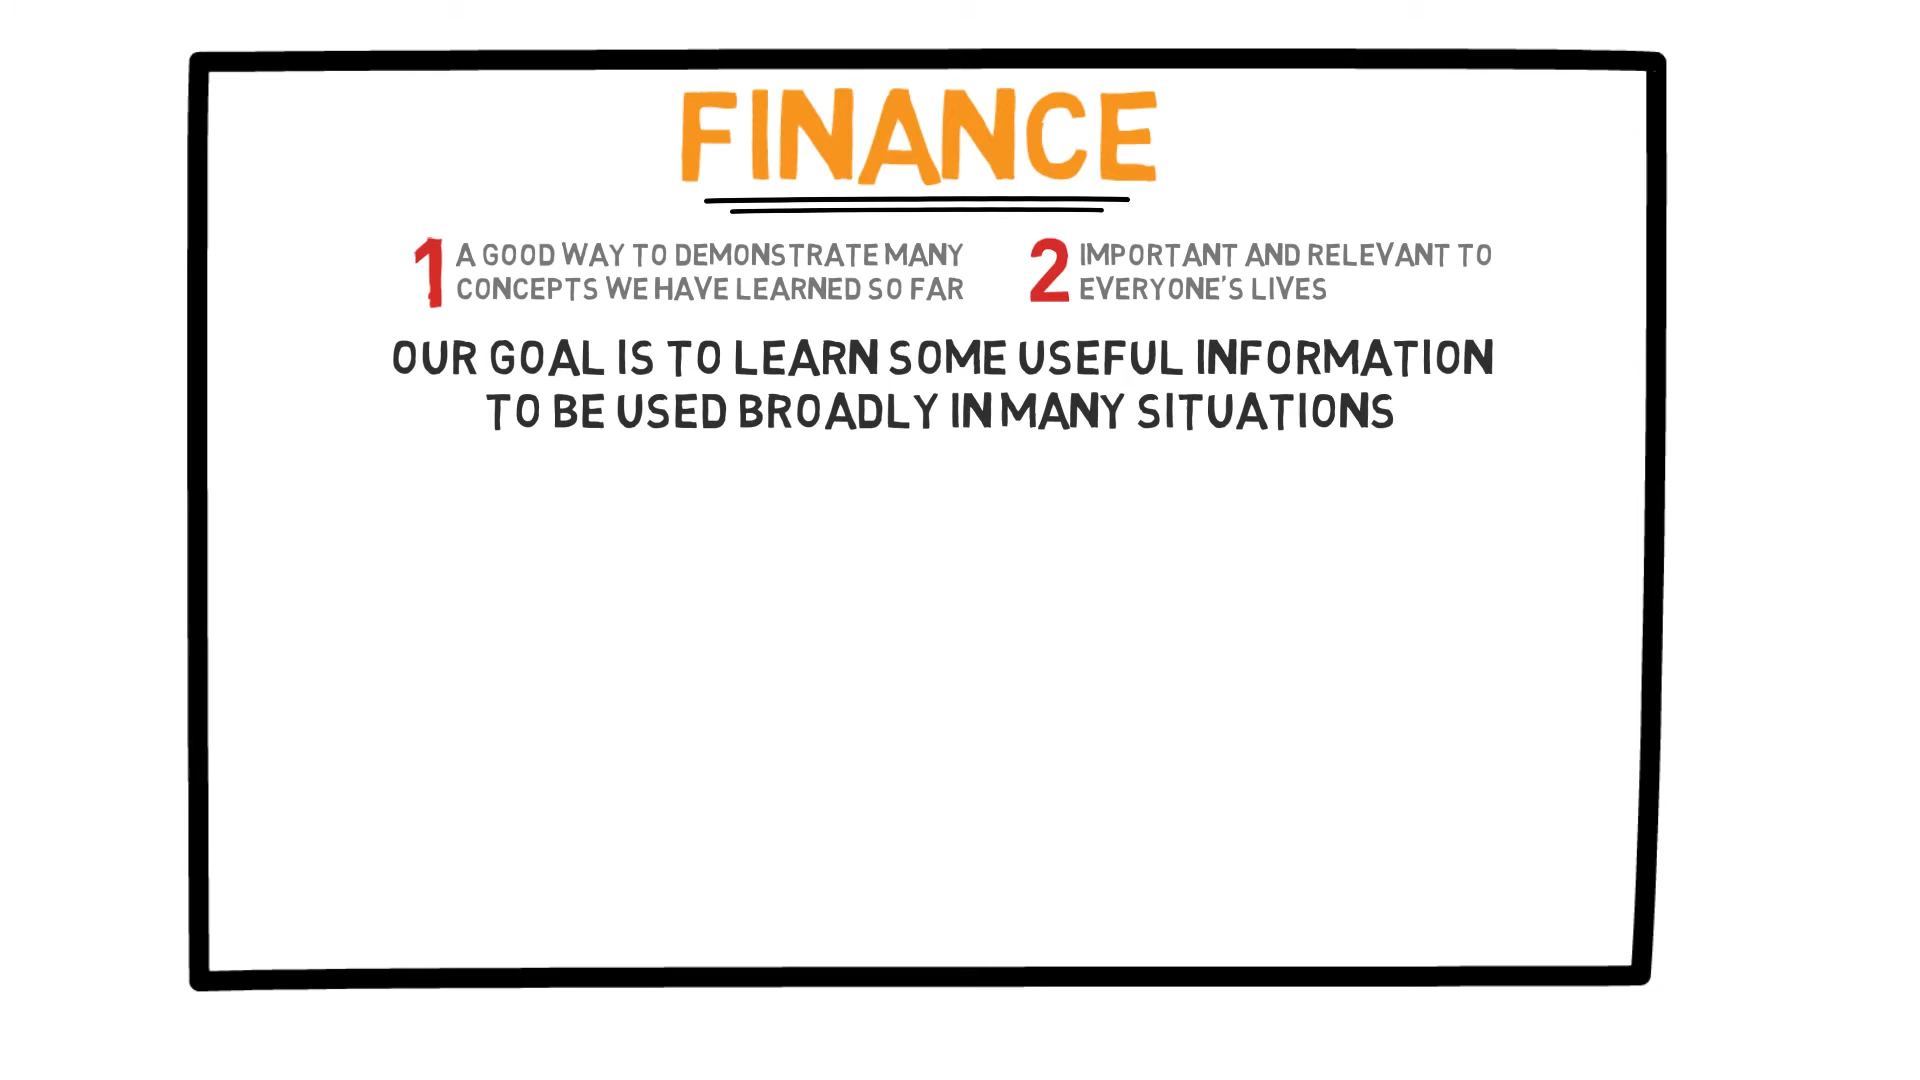 FINANCE
1 A GOOD WAY TO DEMONSTRATE MANY
CONCEPTS WE HAVE LEARNED SO FAR
2 IMPORTANT AND RELEVANT TO
EVERYONE'S LIVES
OUR GOAL IS TO LEARN SOME USEFUL INFORMATION
TO BE USED BROADLY IN MANY SITUATIONS